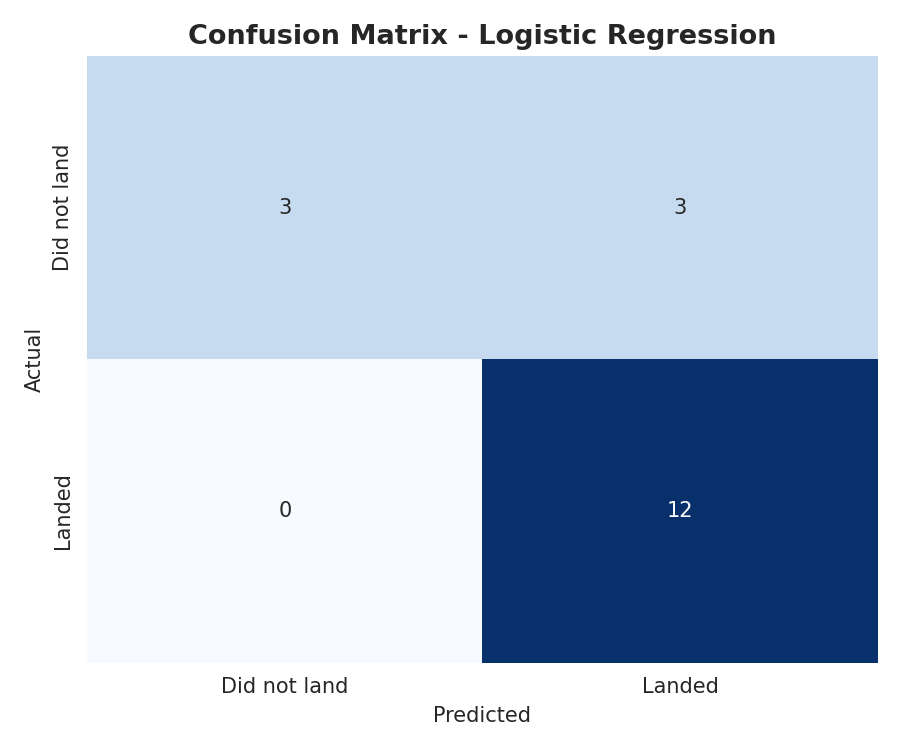 Confusion Matrix - Logistic Regression
Actual
Did not land
3
3
Landed
0
12
Did not land
Landed
Predicted